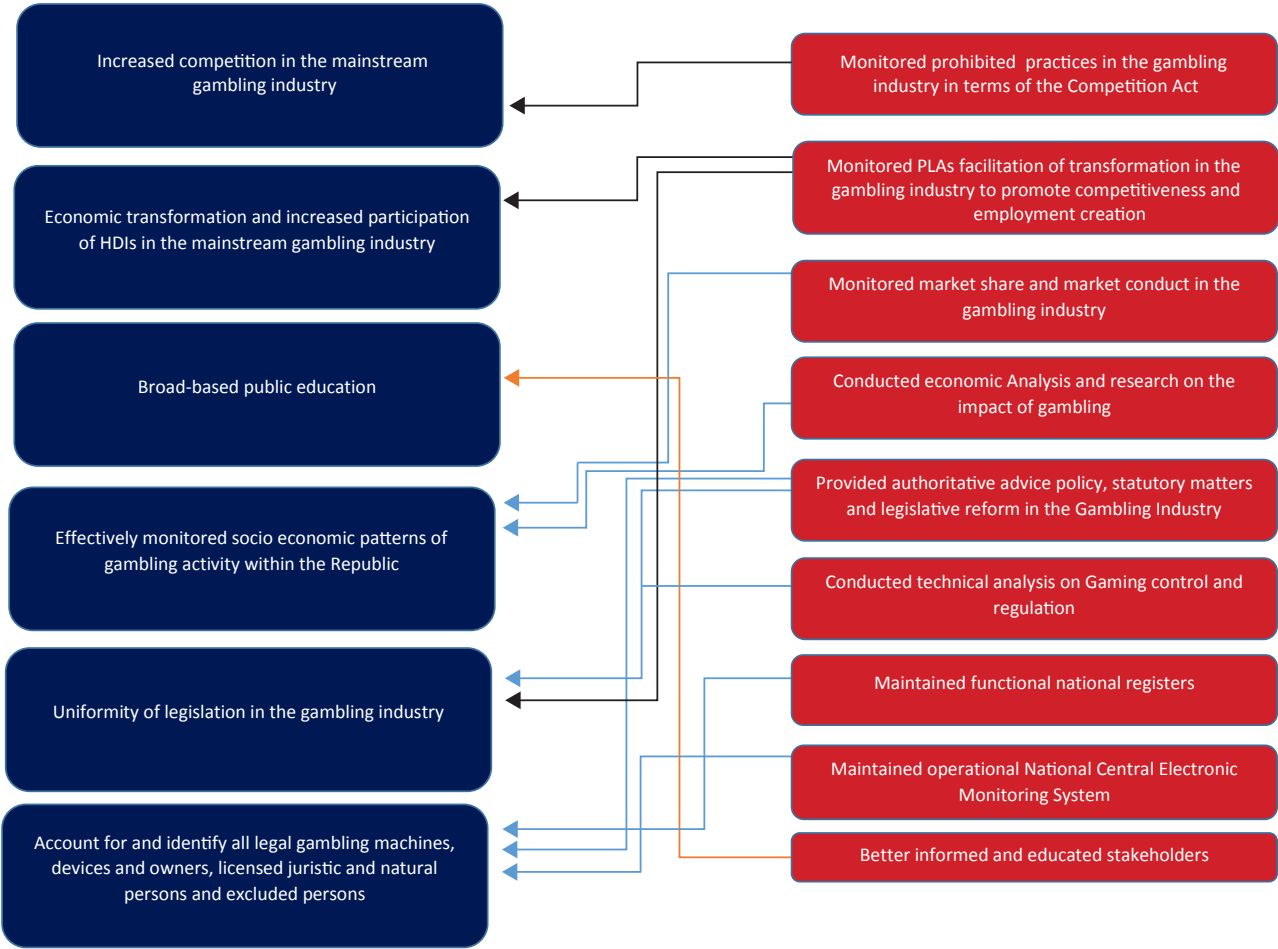 Increased competition in the mainstream
gambling industry
Economic transformation and increased participation
of HDIs in the mainstream gambling industry
Broad-based public education
Effectively monitored socio economic patterns of
gambling activity within the Republic
Uniformity of legislation in the gambling industry
Account for and identify all legal gambling machines,
devices and owners, licensed juristic and natural
persons and excluded persons
Monitored prohibited practices in the gambling
industry in terms of the Competition Act
Monitored PLAs facilitation of transformation in the
gambling industry to promote competitiveness and
employment creation
Monitored market share and market conduct in the
gambling industry
Conducted economic Analysis and research on the
impact of gambling
Provided authoritative advice policy, statutory matters
and legislative reform in the Gambling Industry
Conducted technical analysis on Gaming control and
regulation
Maintained functional national registers
Maintained operational National Central Electronic
Monitoring System
Better informed and educated stakeholders